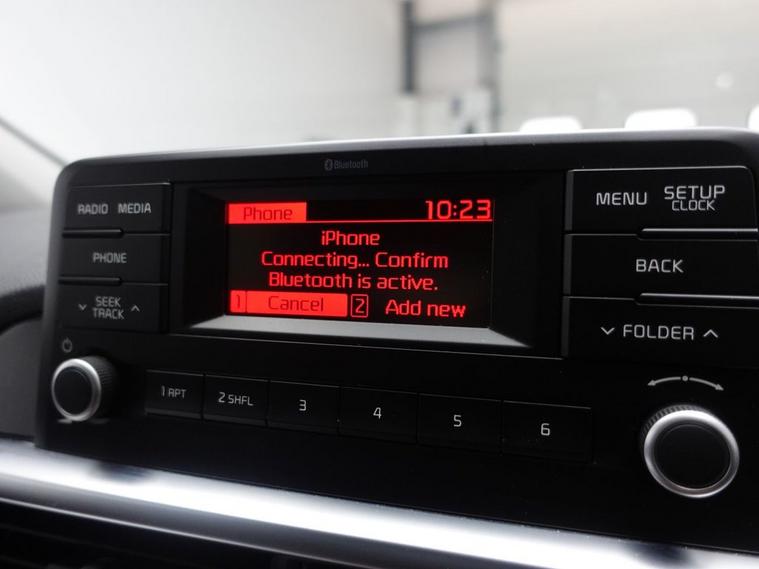 Bluetooth
RADIO MEDIA
PHONE
SEEK
TRACK
Phone 10:23
iPhone
Connecting... Confirm
Bluetooth is active.
1 Cancel 2 Add new
MENU SETUP
CLOCK
BACK
FOLDER
1 RPT 2 SHFL 3 4 5 6